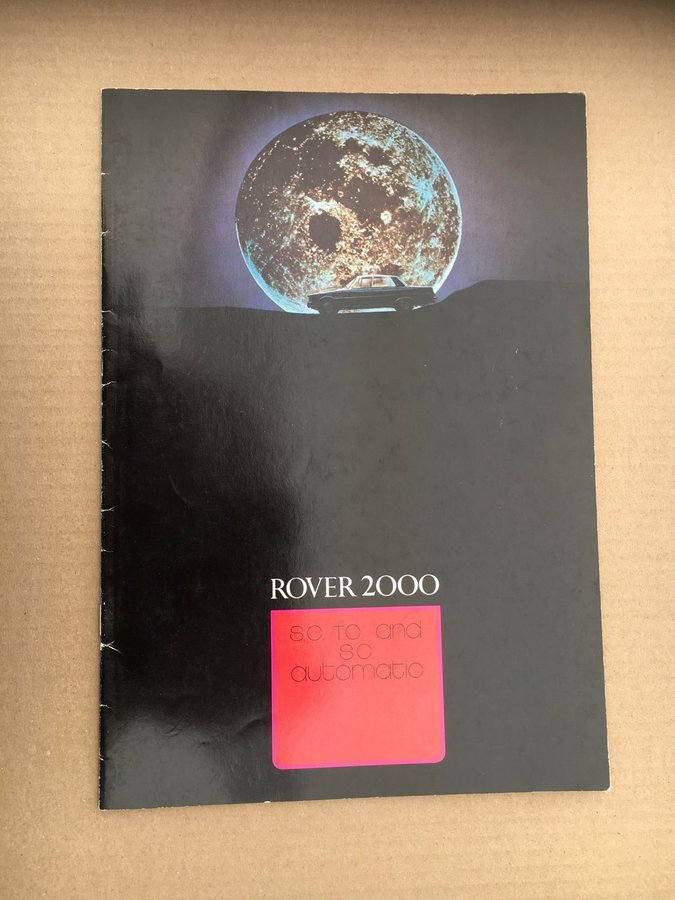 ROVER 2000
S.C, TC and
S.C
automatic